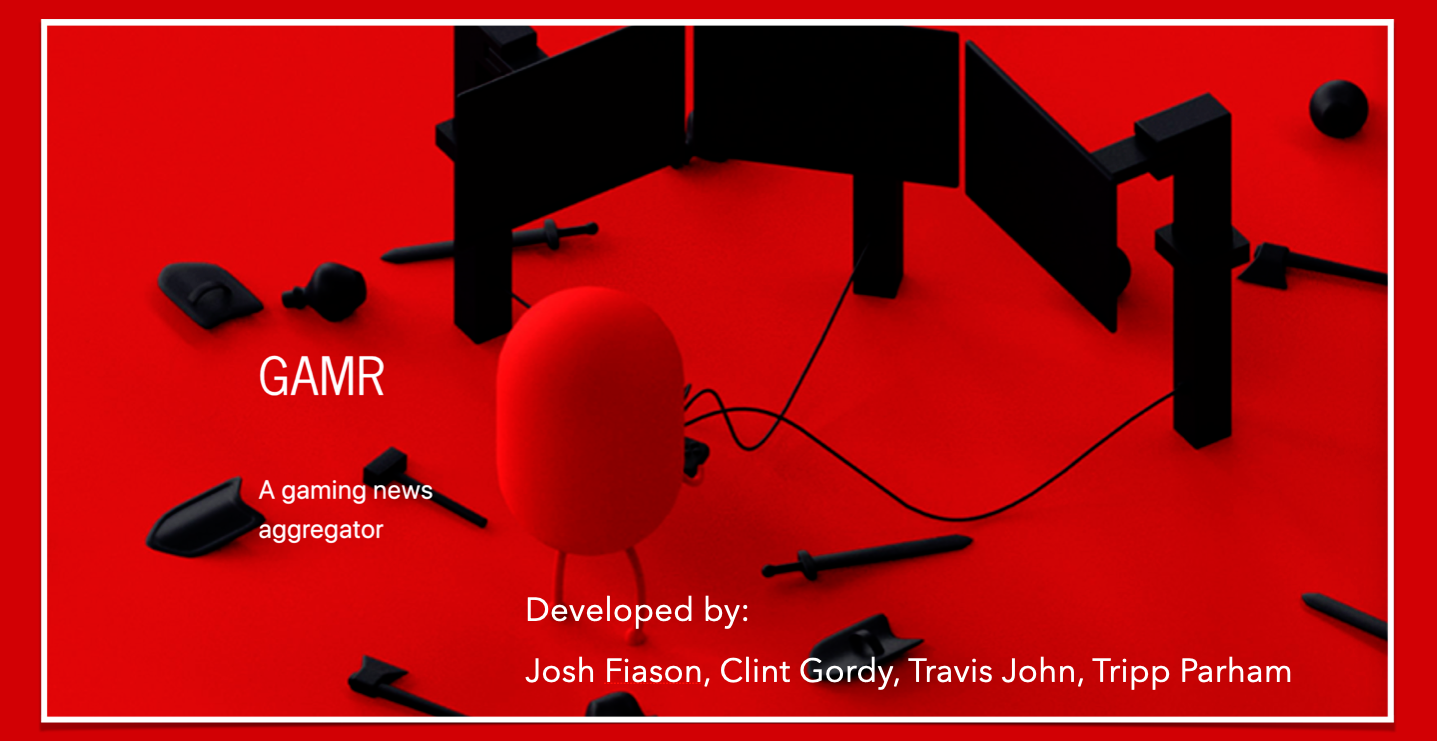 GAMR
A gaming news
aggregator
Developed by:
Josh Fiason, Clint Gordy, Travis John, Tripp Parham